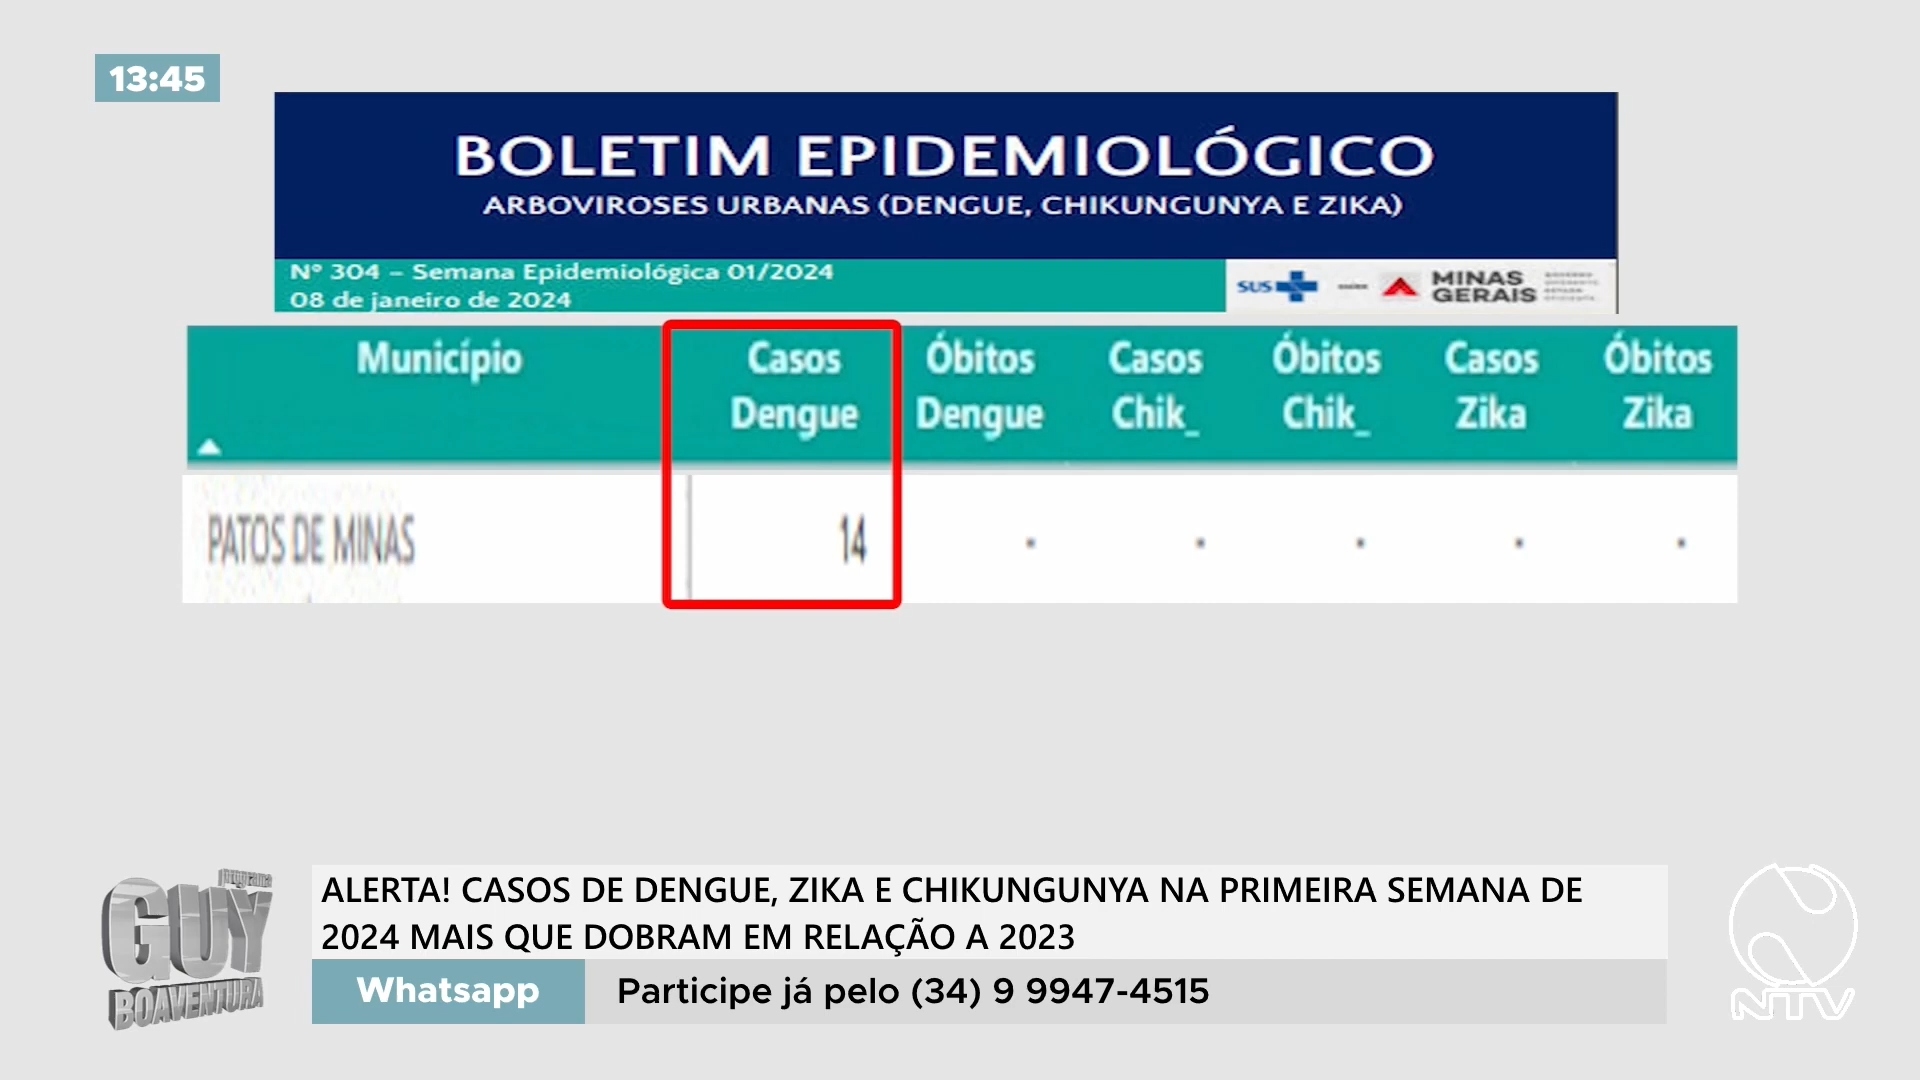 13:45
BOLETIM EPIDEMIOLÓGICO
ARBOVIROSES URBANAS (DENGUE, CHIKUNGUNYA E ZIKA)
Nº 304 – Semana Epidemiológica 01/2024
08 de janeiro de 2024
SUS
MINAS GERAIS
Município
Casos Dengue
Óbitos Dengue
Casos Chik_
Óbitos Chik_
Casos Zika
Óbitos Zika
PATOS DE MINAS 14 - - - - -
programa
GUY
BOAVENTURA
ALERTA! CASOS DE DENGUE, ZIKA E CHIKUNGUNYA NA PRIMEIRA SEMANA DE
2024 MAIS QUE DOBRAM EM RELAÇÃO A 2023
Whatsapp
Participe já pelo (34) 9 9947-4515
NTV